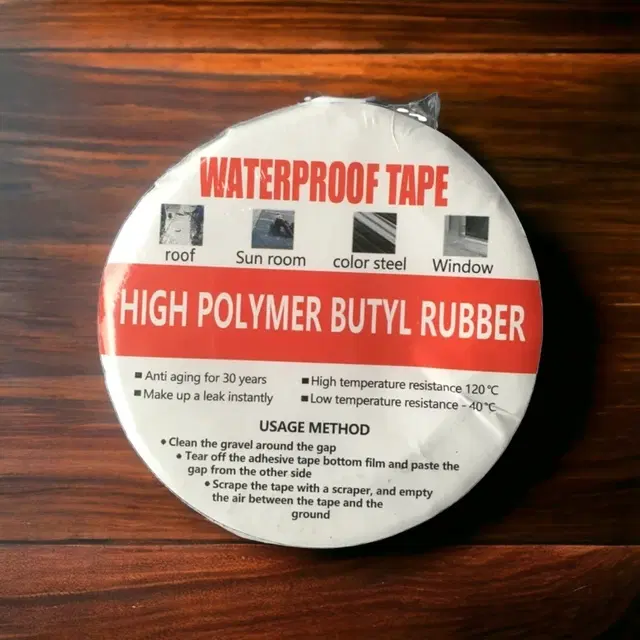 WATERPROOF TAPE
roof Sun room color steel Window
HIGH POLYMER BUTYL RUBBER
■ Anti aging for 30 years ■ High temperature resistance 120℃
■ Make up a leak instantly ■ Low temperature resistance - 40℃
USAGE METHOD
• Clean the gravel around the gap
• Tear off the adhesive tape bottom film and paste the
gap from the other side
• Scrape the tape with a scraper, and empty
the air between the tape and the
ground